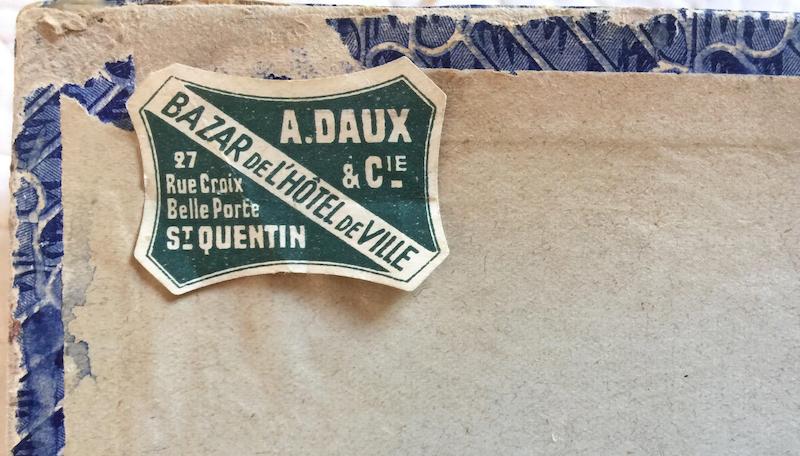 BAZAR DE L'HÔTEL DE VILLE
A. DAUX
& CIE
27
Rue Croix
Belle Porte
ST QUENTIN